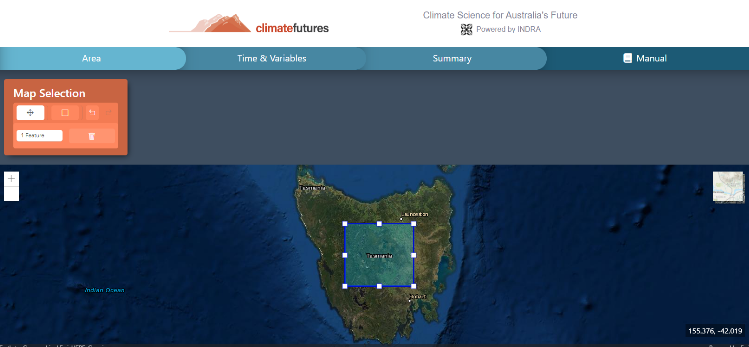 climatefutures
Climate Science for Australia's Future
Powered by INDRA
Area
Time & Variables
Summary
Manual
Map Selection
1 Feature
Tasmania
Launceston
Tasmania
Hobart
Indian Ocean
155.376, -42.019